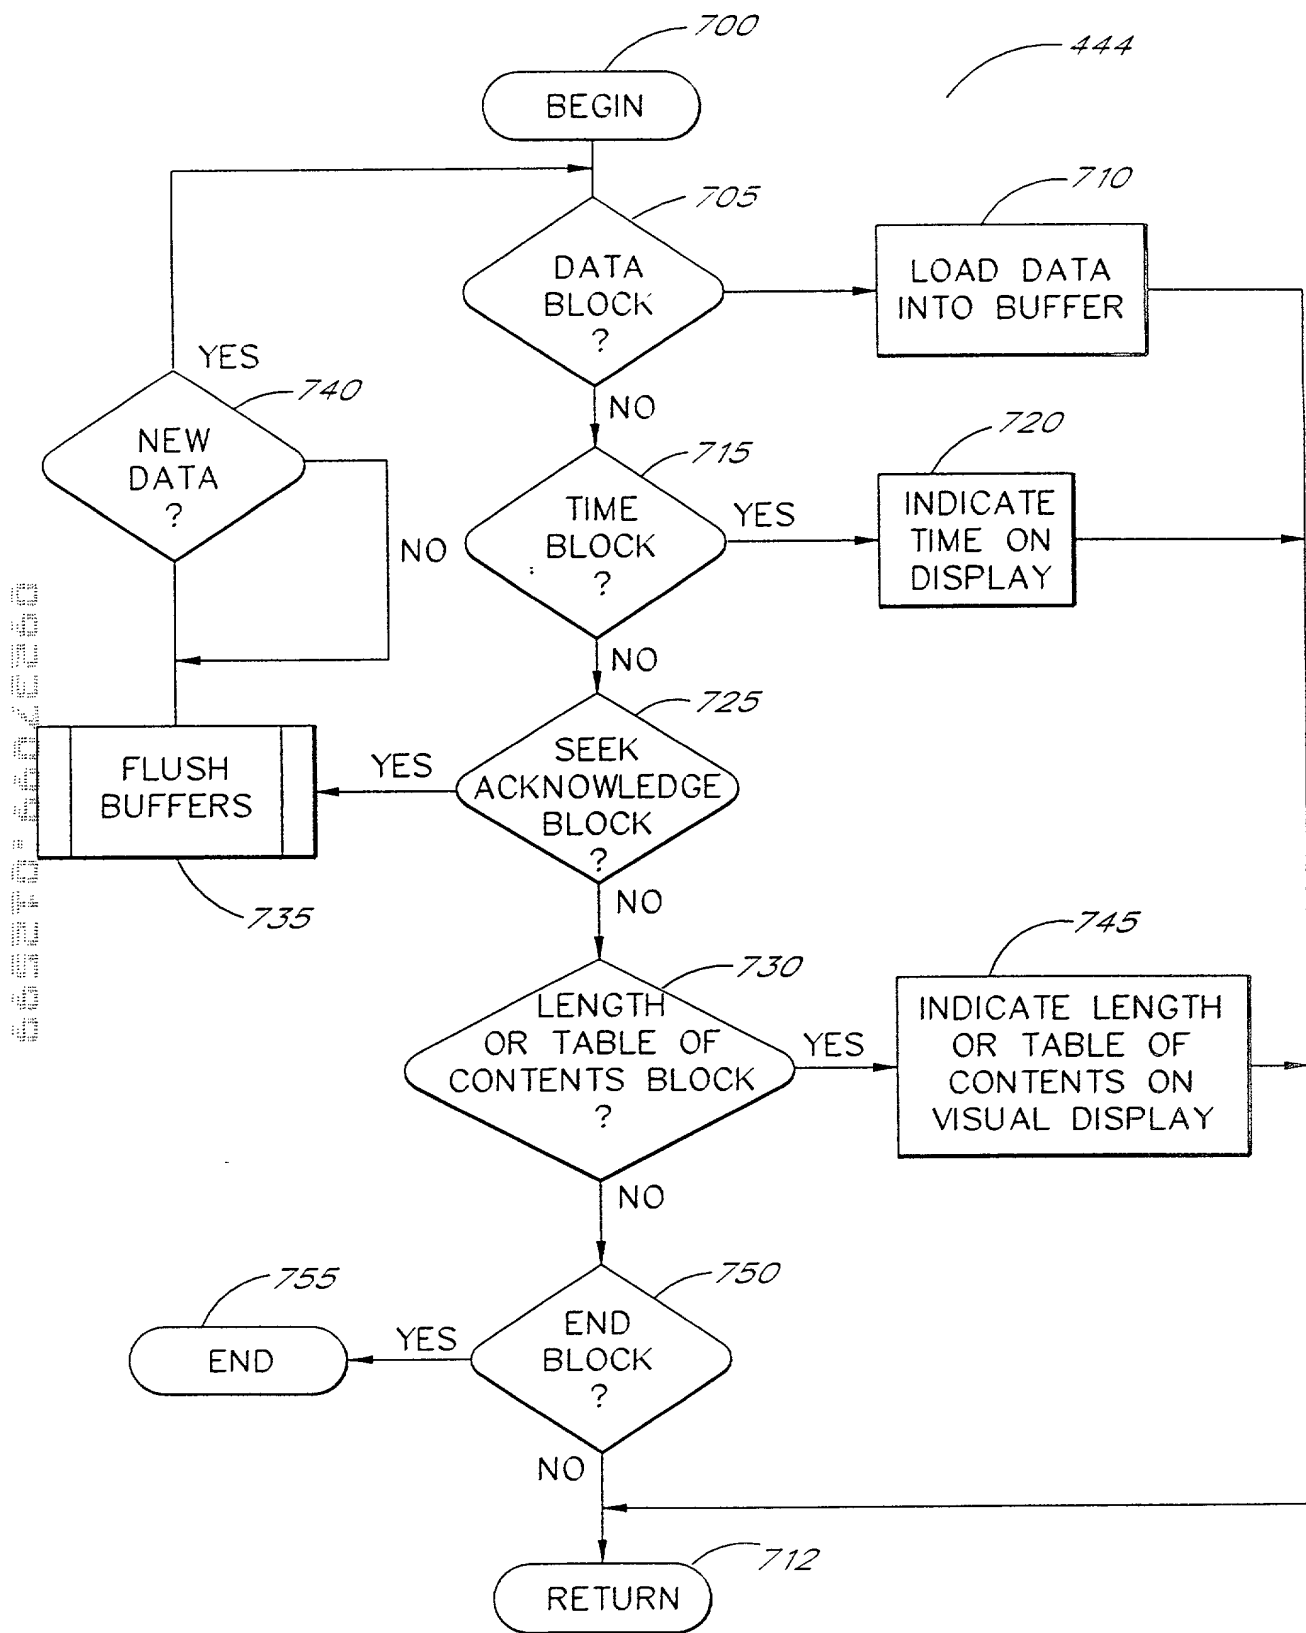 700
444
BEGIN
705
710
DATA
BLOCK
?
LOAD DATA
INTO BUFFER
YES
740
NO
NEW
DATA
?
715
720
TIME
BLOCK
?
YES
INDICATE
TIME ON
DISPLAY
NO
NO
725
FLUSH
BUFFERS
YES
SEEK
ACKNOWLEDGE
BLOCK
?
735
NO
730
745
LENGTH
OR TABLE OF
CONTENTS BLOCK
?
YES
INDICATE LENGTH
OR TABLE OF
CONTENTS ON
VISUAL DISPLAY
NO
755
750
END
YES
END
BLOCK
?
NO
712
RETURN